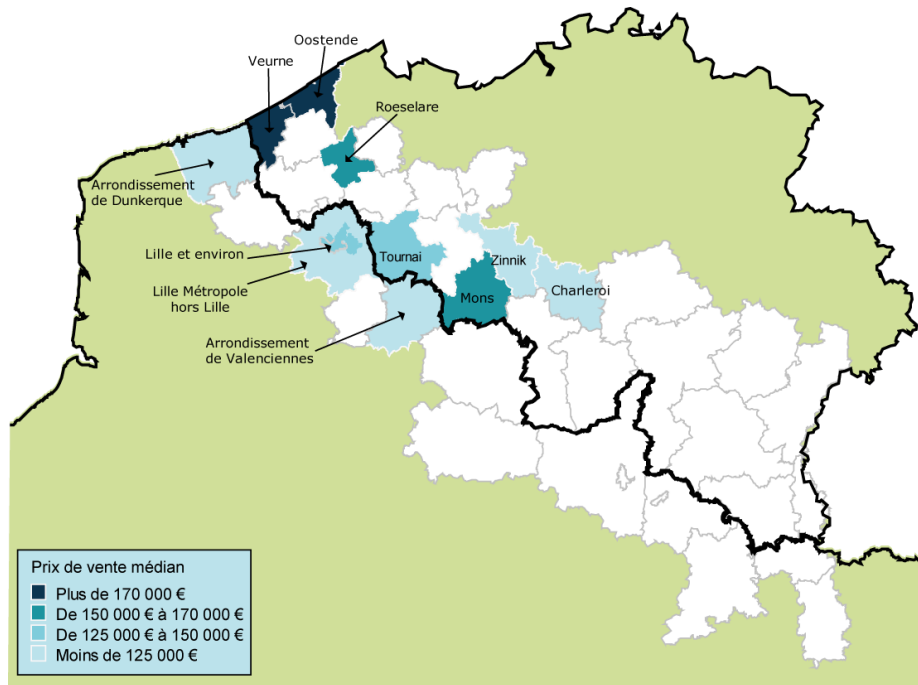 Oostende
Veurne
Roeselare
Arrondissement
de Dunkerque
Lille et environ
Tournai
Zinnik
Lille Métropole
hors Lille
Mons
Charleroi
Arrondissement
de Valenciennes
Prix de vente médian
Plus de 170 000 €
De 150 000 € à 170 000 €
De 125 000 € à 150 000 €
Moins de 125 000 €